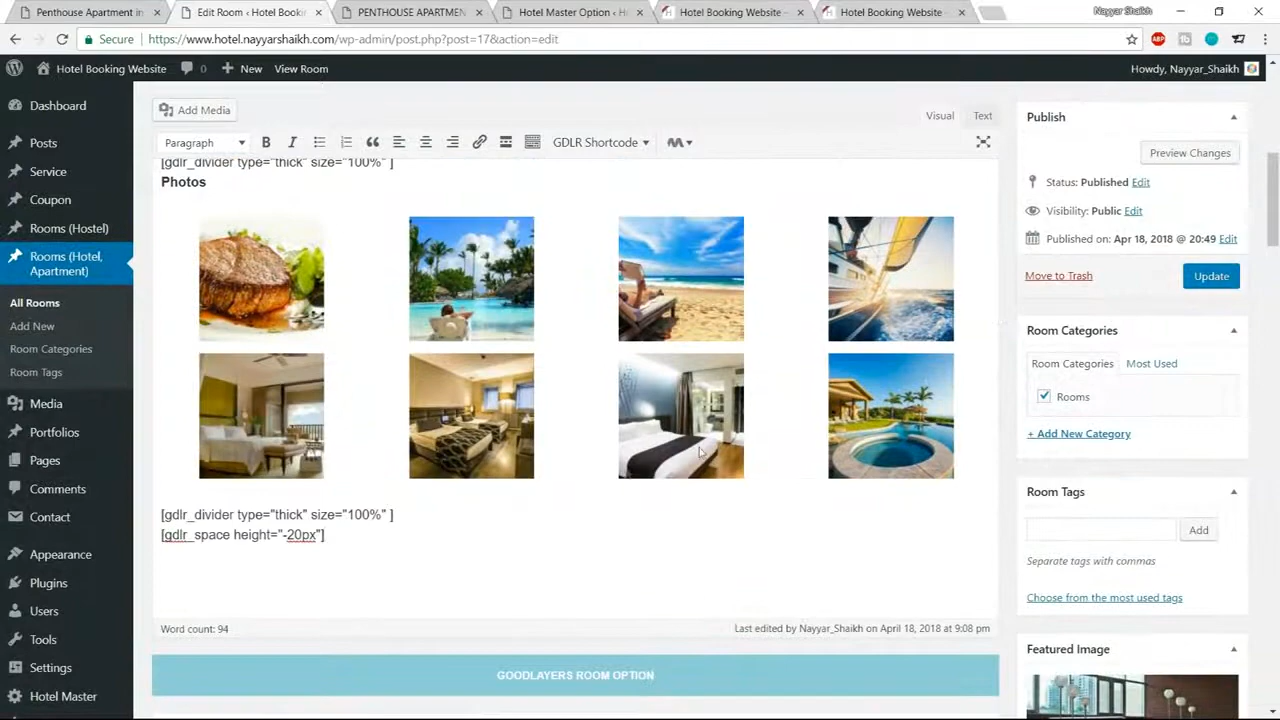 Penthouse Apartment in
Edit Room ‹ Hotel Bookin
PENTHOUSE APARTMEN
Hotel Master Option ‹ H
Hotel Booking Website –
Hotel Booking Website –
Nayyar Shaikh
Secure
https://www.hotel.nayyarshaikh.com/wp-admin/post.php?post=17&action=edit
Hotel Booking Website
0
New
View Room
Howdy, Nayyar_Shaikh
Dashboard
Posts
Service
Coupon
Rooms (Hostel)
Rooms (Hotel,
Apartment)
All Rooms
Add New
Room Categories
Room Tags
Media
Portfolios
Pages
Comments
Contact
Appearance
Plugins
Users
Tools
Settings
Hotel Master
Add Media
Visual
Text
Paragraph
B
I
GDLR Shortcode
[gdlr_divider type="thick" size="100%" ]
Photos
[gdlr_divider type="thick" size="100%" ]
[gdlr_space height="-20px"]
Word count: 94
Last edited by Nayyar_Shaikh on April 18, 2018 at 9:08 pm
GOODLAYERS ROOM OPTION
Publish
Preview Changes
Status: Published Edit
Visibility: Public Edit
Published on: Apr 18, 2018 @ 20:49 Edit
Move to Trash
Update
Room Categories
Room Categories
Most Used
Rooms
+ Add New Category
Room Tags
Add
Separate tags with commas
Choose from the most used tags
Featured Image